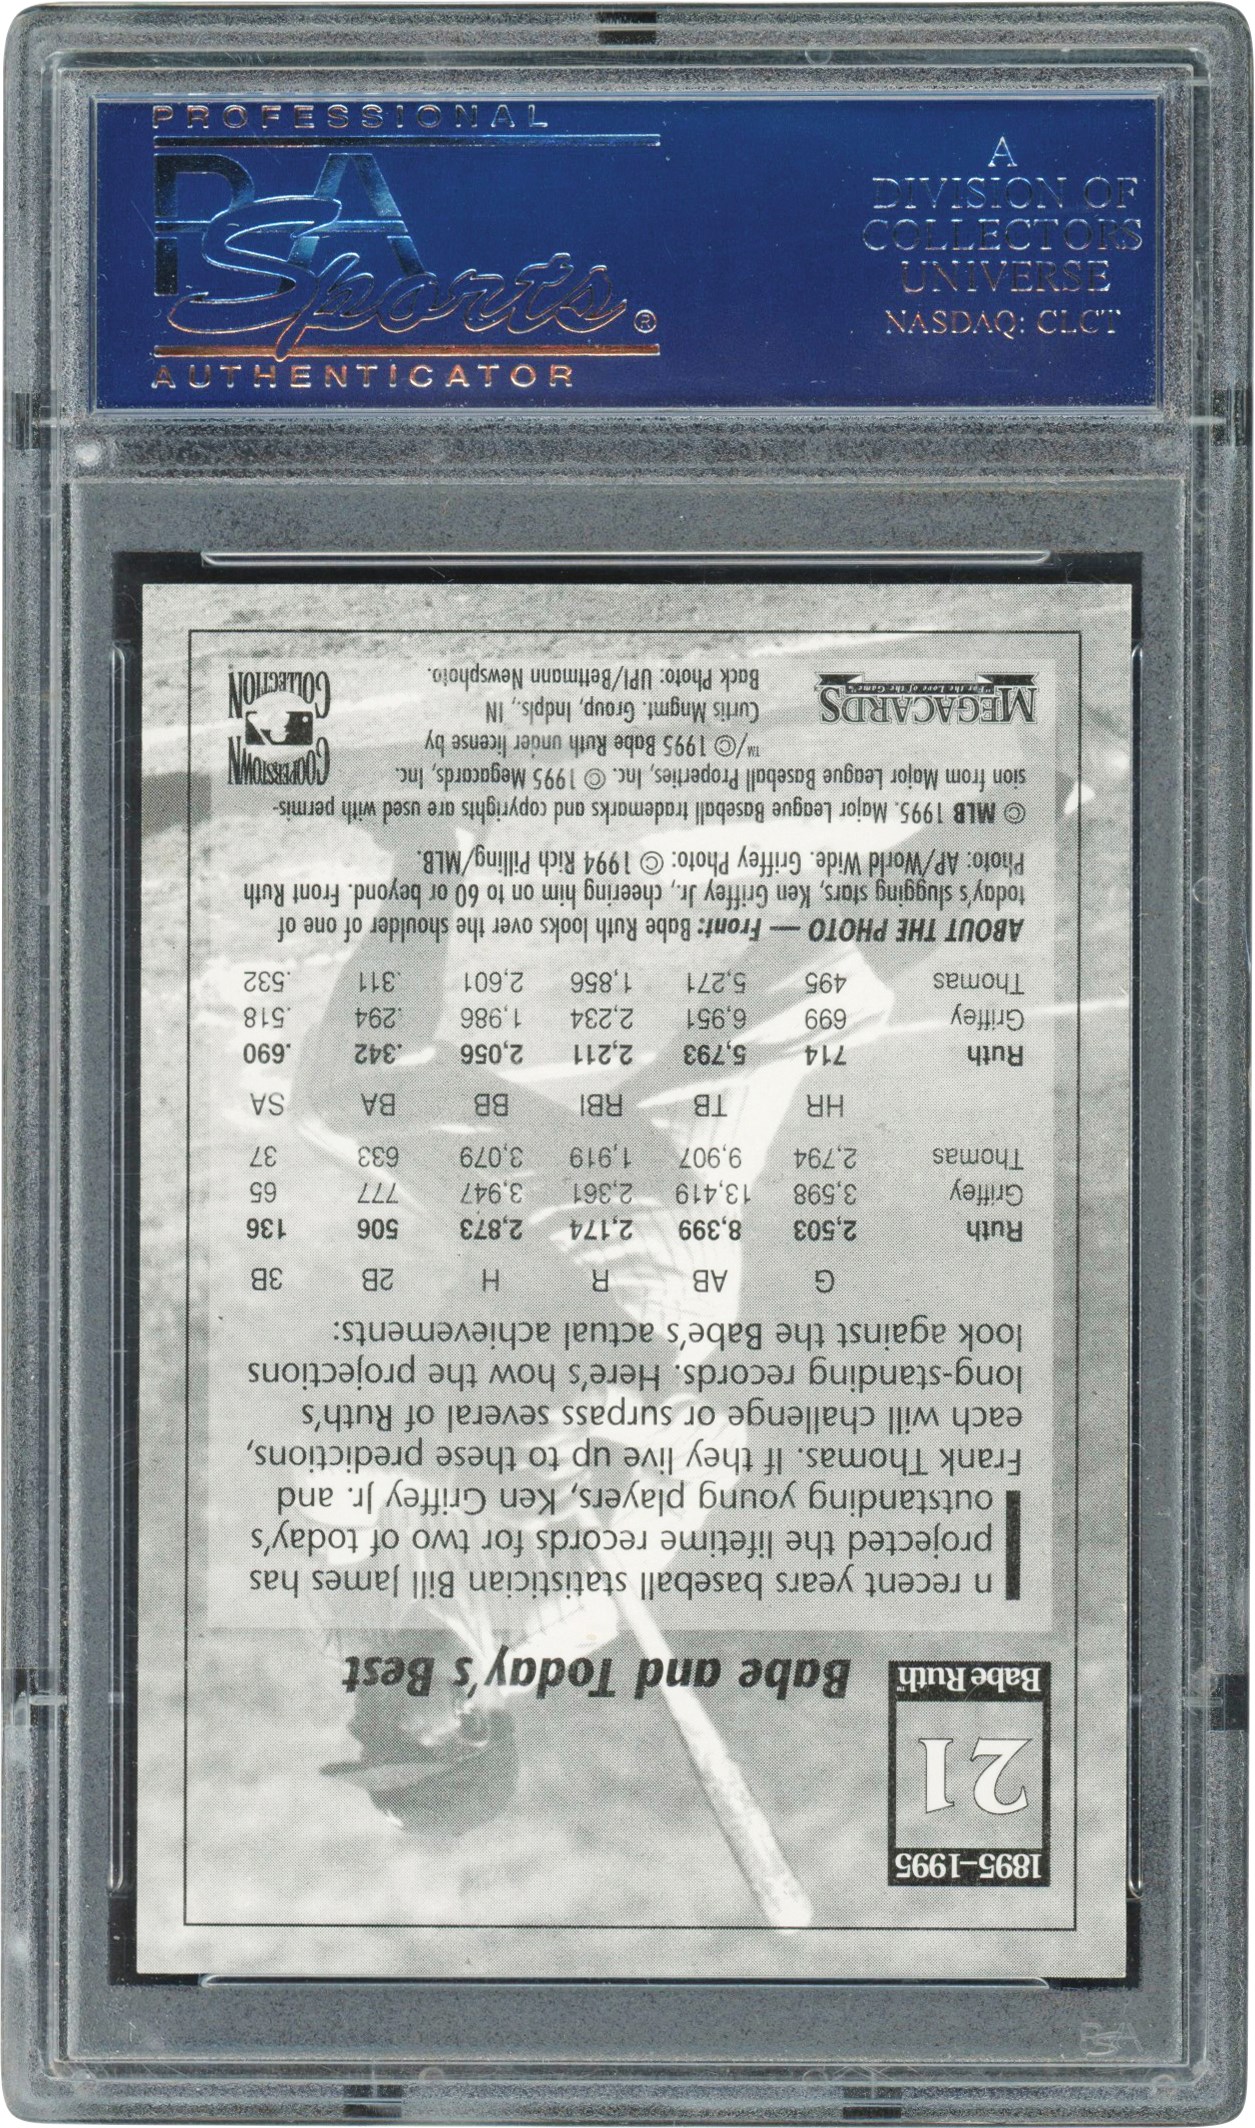 PROFESSIONAL
PSA
Sports®
AUTHENTICATOR
A
DIVISION OF
COLLECTORS
UNIVERSE
NASDAQ: CLCT
1895–1995
21
Babe Ruth™
Babe and Today's Best
In recent years baseball statistician Bill James has
projected the lifetime records for two of today's
outstanding young players, Ken Griffey Jr. and
Frank Thomas. If they live up to these predictions,
each will challenge or surpass several of Ruth's
long-standing records. Here's how the projections
look against the Babe's actual achievements:
G AB R H 2B 3B
Ruth 2,503 8,399 2,174 2,873 506 136
Griffey 3,598 13,419 2,361 3,947 777 65
Thomas 2,794 9,907 1,919 3,079 633 37
HR TB RBI BB BA SA
Ruth 714 5,793 2,211 2,056 .342 .690
Griffey 699 6,951 2,234 1,986 .294 .518
Thomas 495 5,271 1,856 2,601 .311 .532
ABOUT THE PHOTO — Front: Babe Ruth looks over the shoulder of one of
today's slugging stars, Ken Griffey Jr., cheering him on to 60 or beyond. Front Ruth
Photo: AP/World Wide. Griffey Photo: © 1994 Rich Pilling/MLB.
© MLB 1995. Major League Baseball trademarks and copyrights are used with permis-
sion from Major League Baseball Properties, Inc. © 1995 Megacards, Inc.
™/© 1995 Babe Ruth under license by
Curtis Mngmt. Group, Indpls., IN
Back Photo: UPI/Bettmann Newsphoto.
MEGACARDS
"For the Love of the Game"
COOPERSTOWN
COLLECTION
PSA